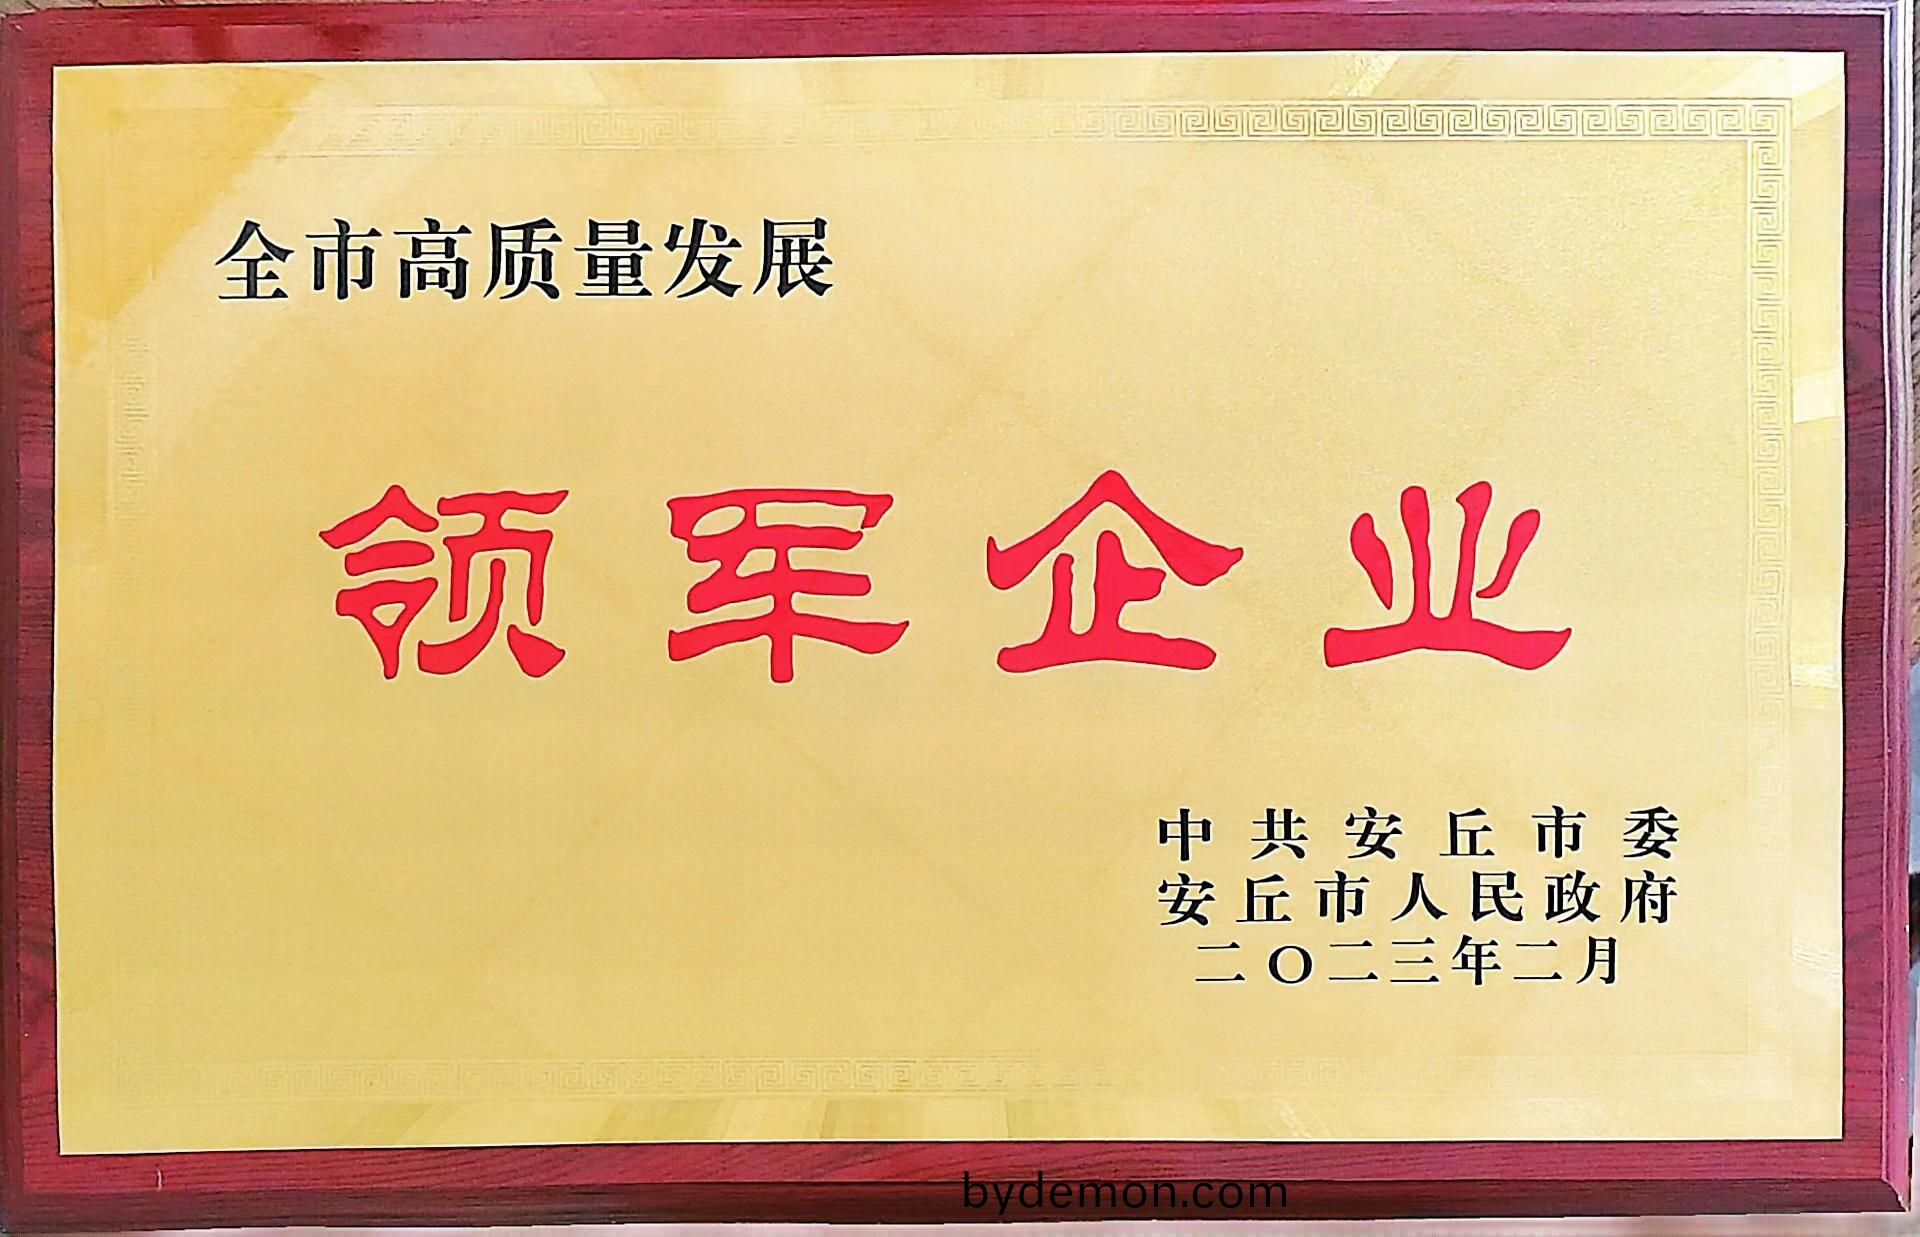 全市高质量发展
领军企业
中共安丘市委
安丘市人民政府
二〇二三年二月
bydemon.com